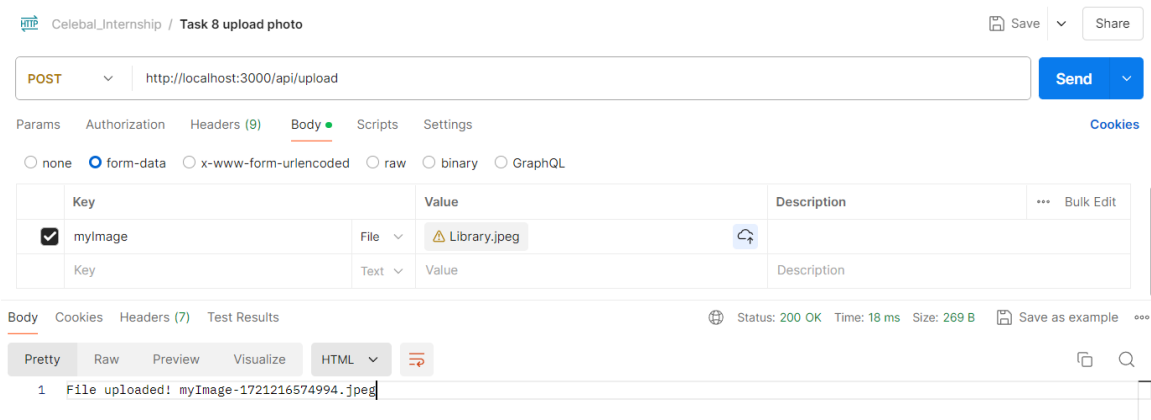 HTTP Celebal_Internship / Task 8 upload photo Save Share
POST http://localhost:3000/api/upload Send
Params Authorization Headers (9) Body Scripts Settings Cookies
none form-data x-www-form-urlencoded raw binary GraphQL
Key Value Description Bulk Edit
myImage File Library.jpeg
Key Text Value Description
Body Cookies Headers (7) Test Results Status: 200 OK Time: 18 ms Size: 269 B Save as example
Pretty Raw Preview Visualize HTML
1 File uploaded! myImage-1721216574994.jpeg